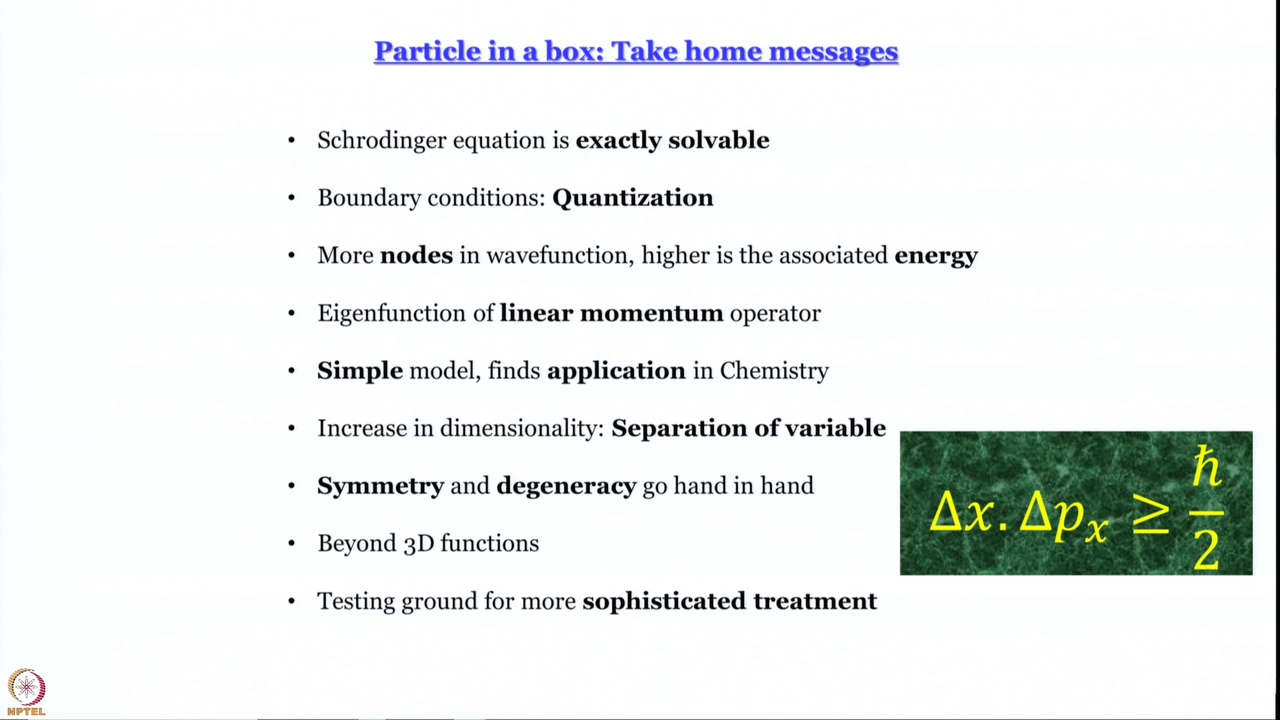 Particle in a box: Take home messages
• Schrodinger equation is exactly solvable
• Boundary conditions: Quantization
• More nodes in wavefunction, higher is the associated energy
• Eigenfunction of linear momentum operator
• Simple model, finds application in Chemistry
• Increase in dimensionality: Separation of variable
• Symmetry and degeneracy go hand in hand
• Beyond 3D functions
• Testing ground for more sophisticated treatment
Δx. Δpₓ ≥ ℏ/2
NPTEL